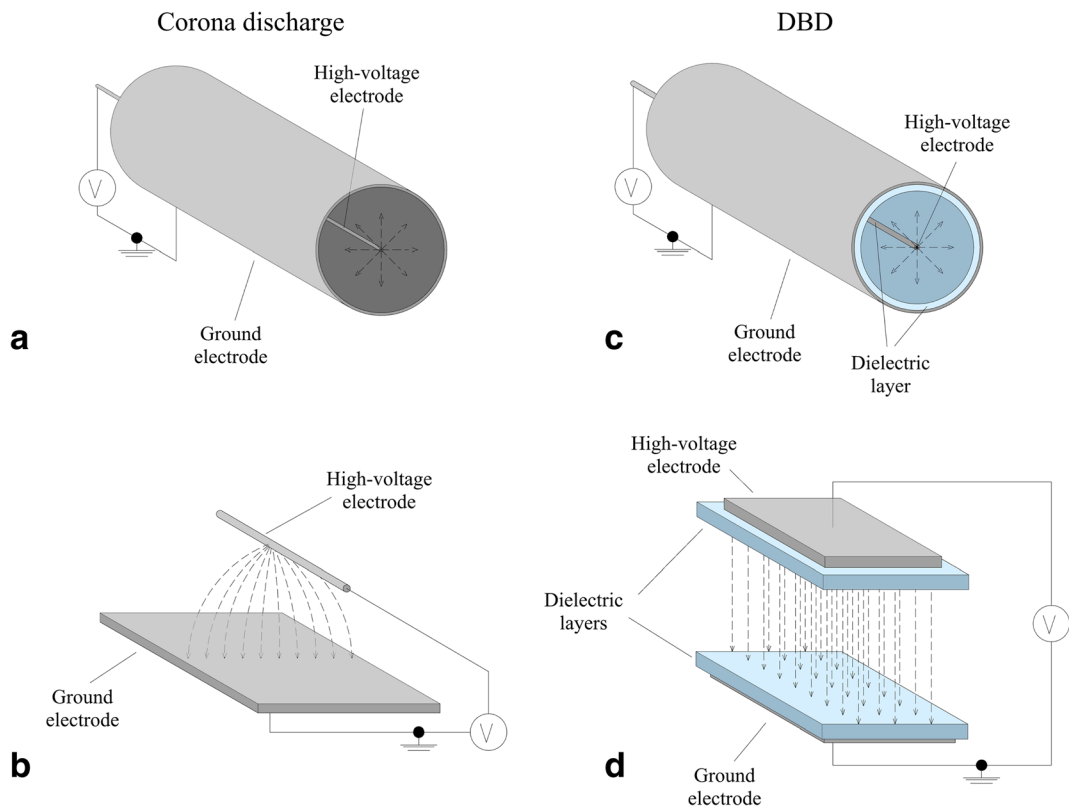 Corona discharge
High-voltage
electrode
V
Ground
electrode
a
High-voltage
electrode
Ground
electrode
V
b
DBD
High-voltage
electrode
V
Ground
electrode
Dielectric
layer
c
High-voltage
electrode
Dielectric
layers
V
Ground
electrode
d